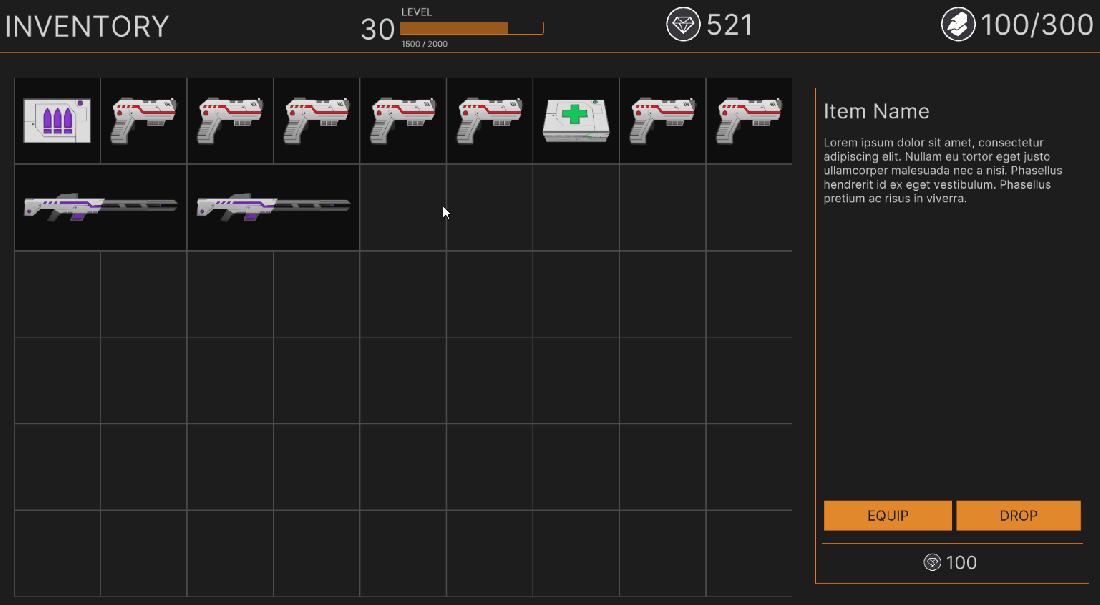 INVENTORY
LEVEL
30
1500 / 2000
521
100/300
Item Name
Lorem ipsum dolor sit amet, consectetur
adipiscing elit. Nullam eu tortor eget justo
ullamcorper malesuada nec a nisi. Phasellus
hendrerit id ex eget vestibulum. Phasellus
pretium ac risus in viverra.
EQUIP
DROP
100